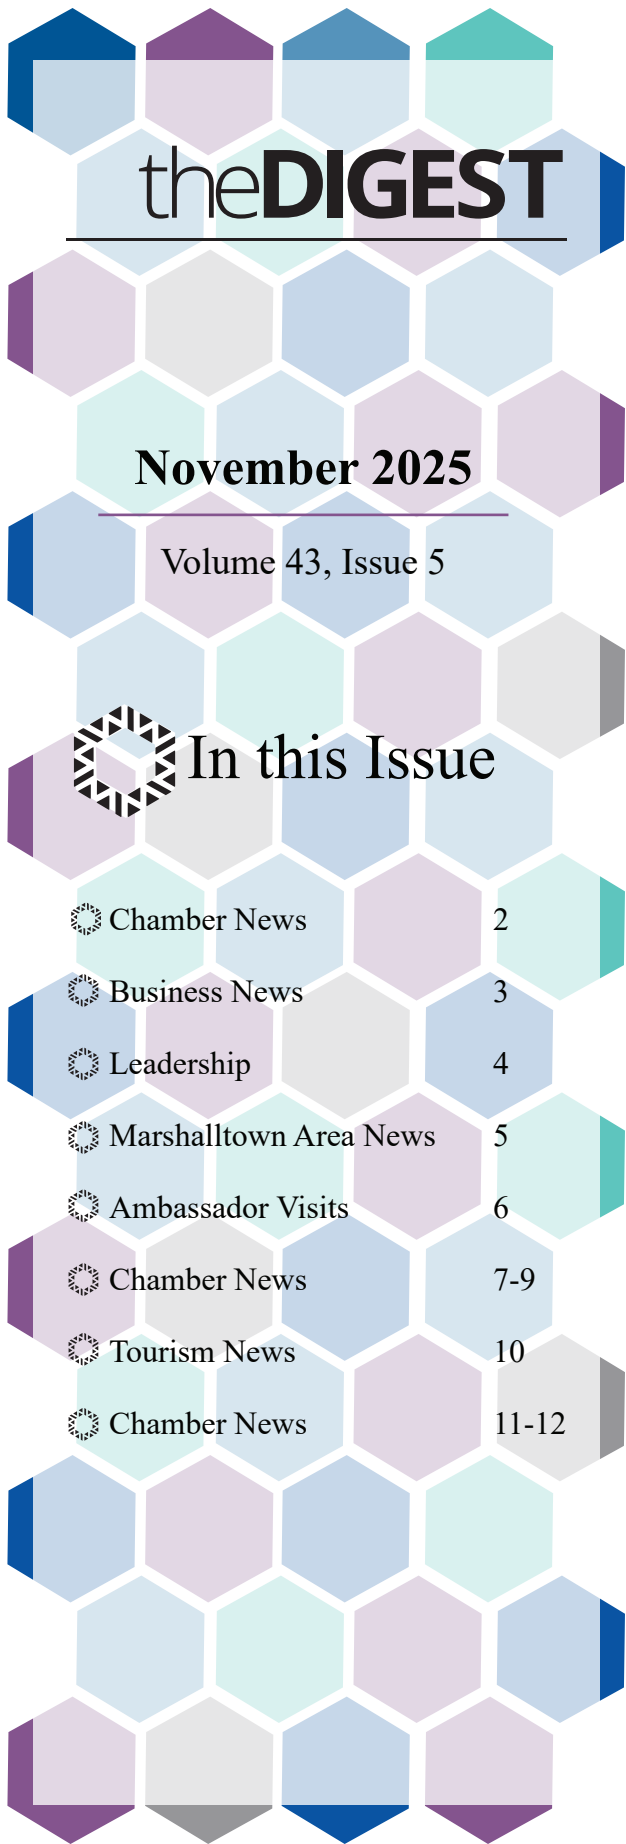 theDIGEST
November 2025
Volume 43, Issue 5
In this Issue
Chamber News 2
Business News 3
Leadership 4
Marshalltown Area News 5
Ambassador Visits 6
Chamber News 7-9
Tourism News 10
Chamber News 11-12